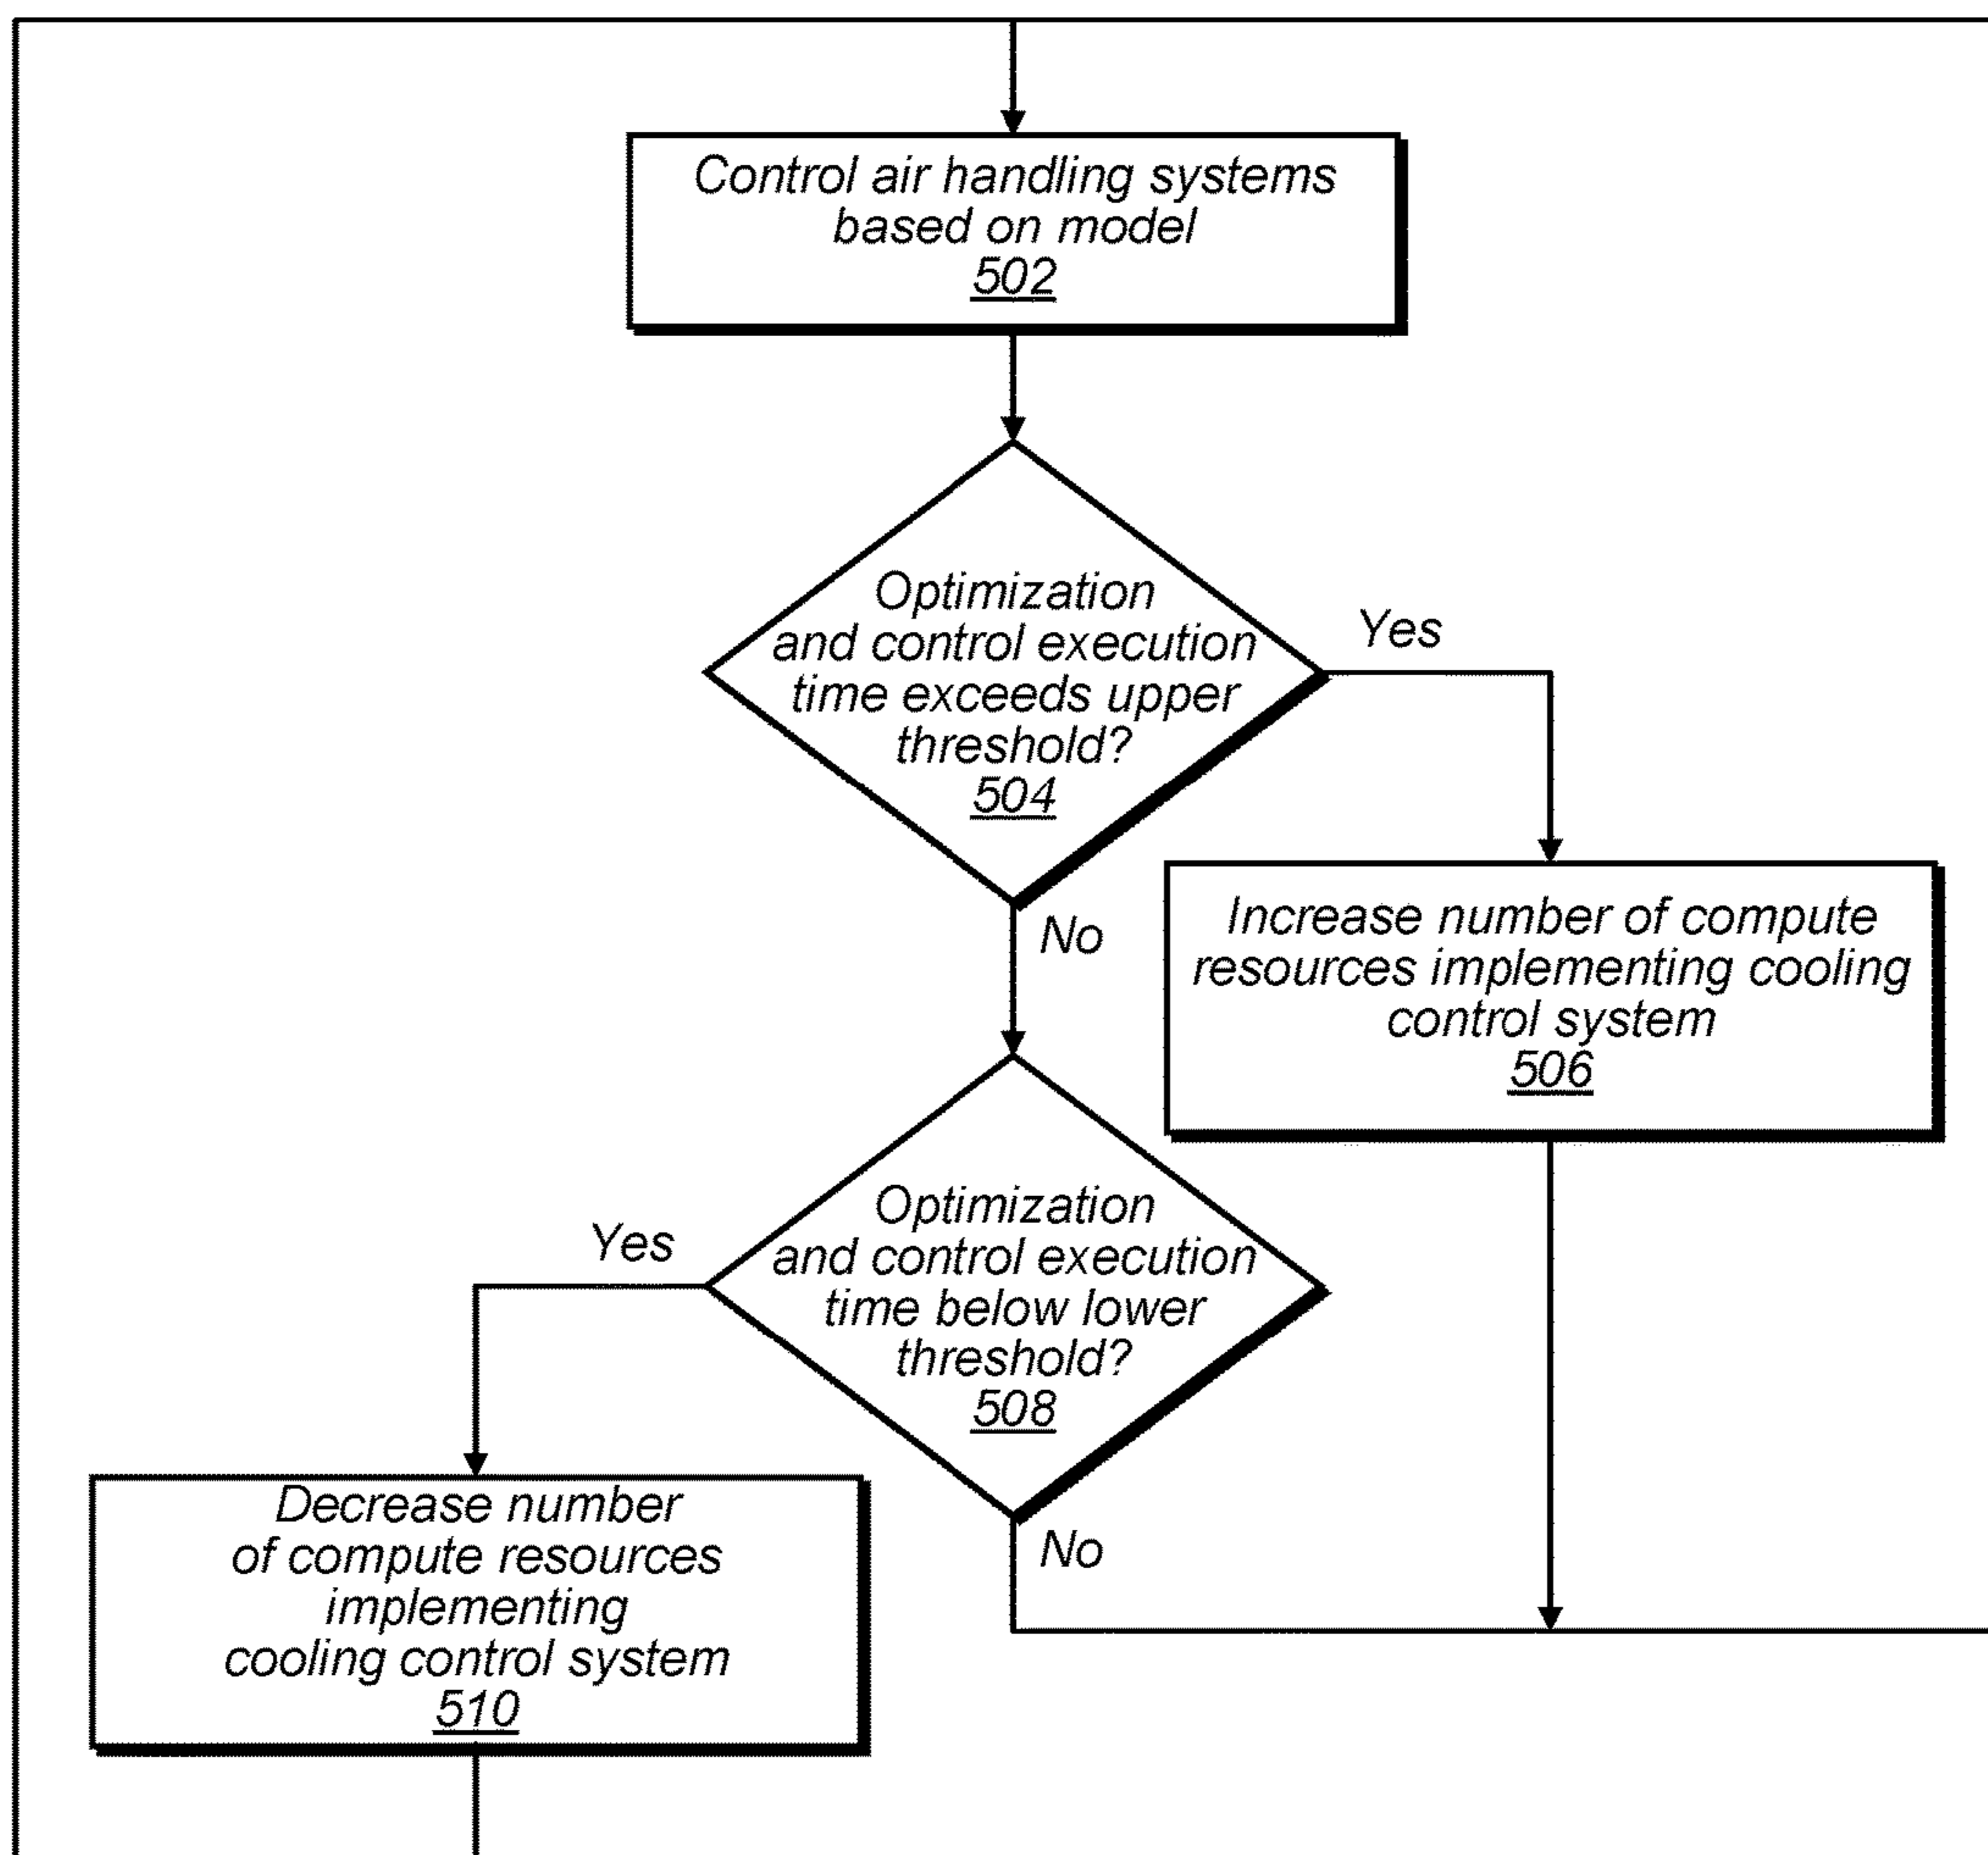 Control air handling systems
based on model
502
Optimization
and control execution
time exceeds upper
threshold?
504
Yes
No
Increase number of compute
resources implementing cooling
control system
506
Optimization
and control execution
time below lower
threshold?
508
Yes
No
Decrease number
of compute resources
implementing
cooling control system
510